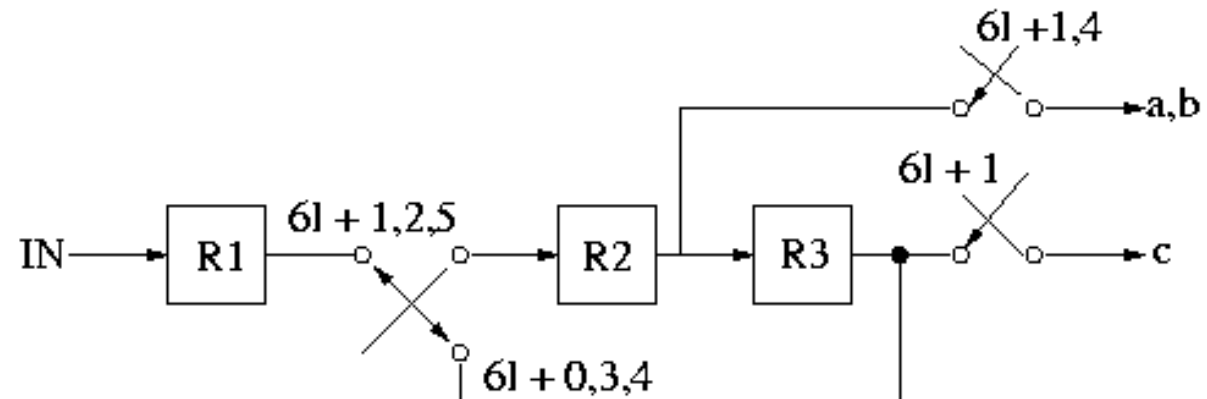 6l +1,4
a,b
6l + 1
6l + 1,2,5
IN
R1
R2
R3
c
6l + 0,3,4